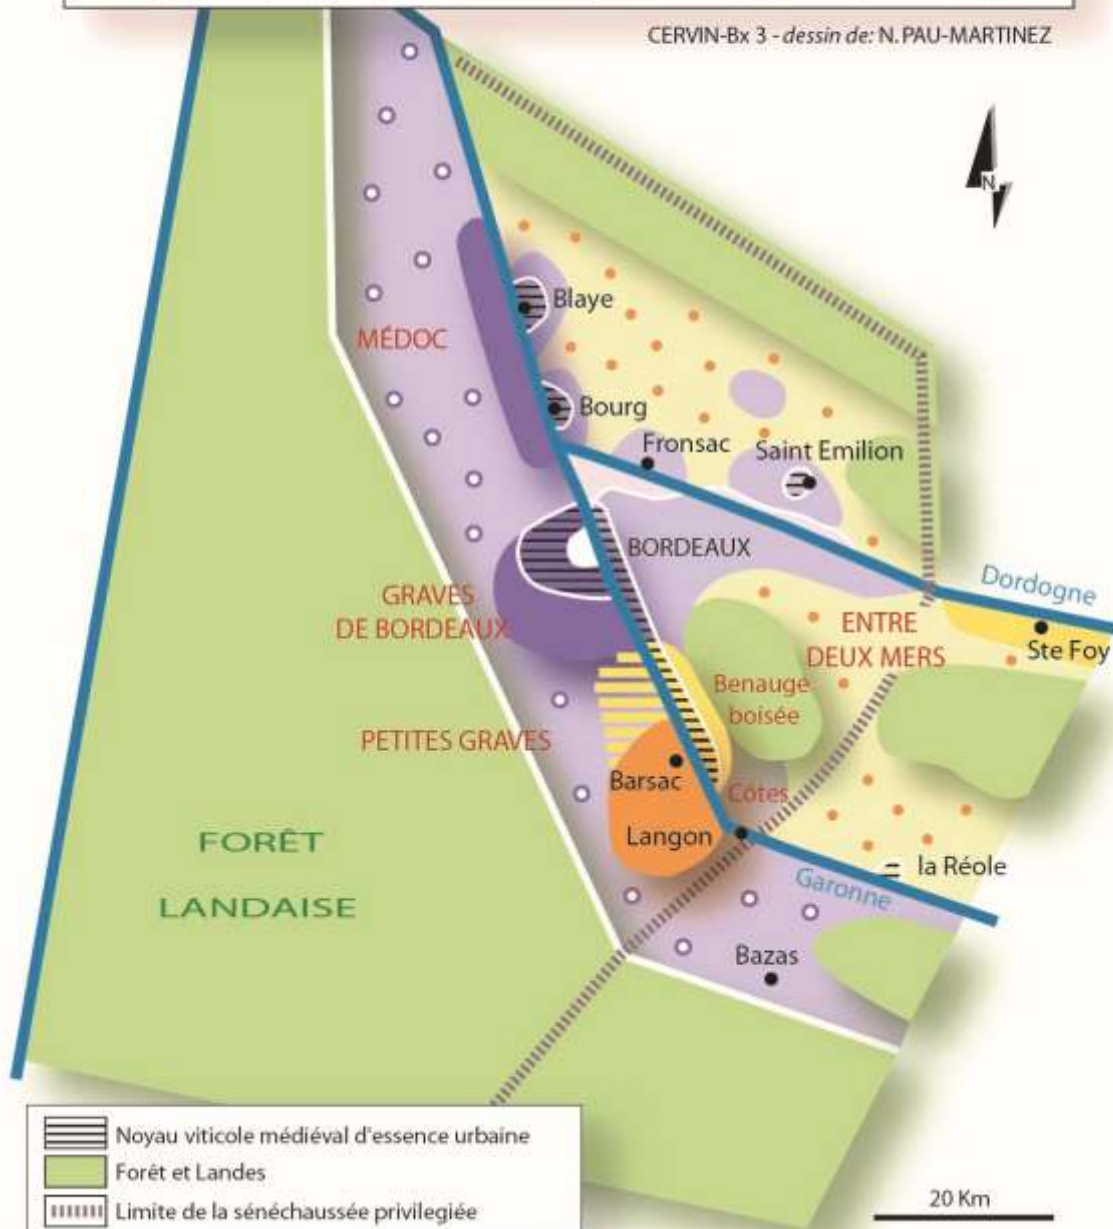 CERVIN-Bx 3 - dessin de: N. PAU-MARTINEZ
N
Blaye
MÉDOC
Bourg
Fronsac
Saint Emilion
BORDEAUX
Dordogne
GRAVES
DE BORDEAUX
ENTRE
DEUX MERS
Ste Foy
Benauge
boisée
PETITES GRAVES
Barsac
Côtes
Langon
FORÊT
LANDAISE
la Réole
Garonne
Bazas
Noyau viticole médiéval d'essence urbaine
Forêt et Landes
Limite de la sénéchaussée privilegiée
20 Km